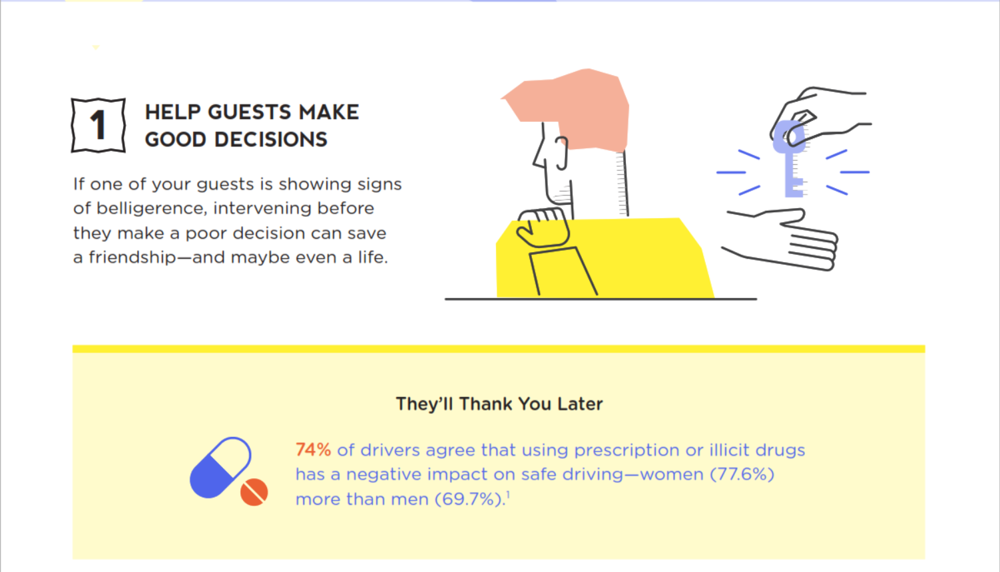 1
HELP GUESTS MAKE
GOOD DECISIONS
If one of your guests is showing signs
of belligerence, intervening before
they make a poor decision can save
a friendship—and maybe even a life.
They’ll Thank You Later
74% of drivers agree that using prescription or illicit drugs
has a negative impact on safe driving—women (77.6%)
more than men (69.7%).¹